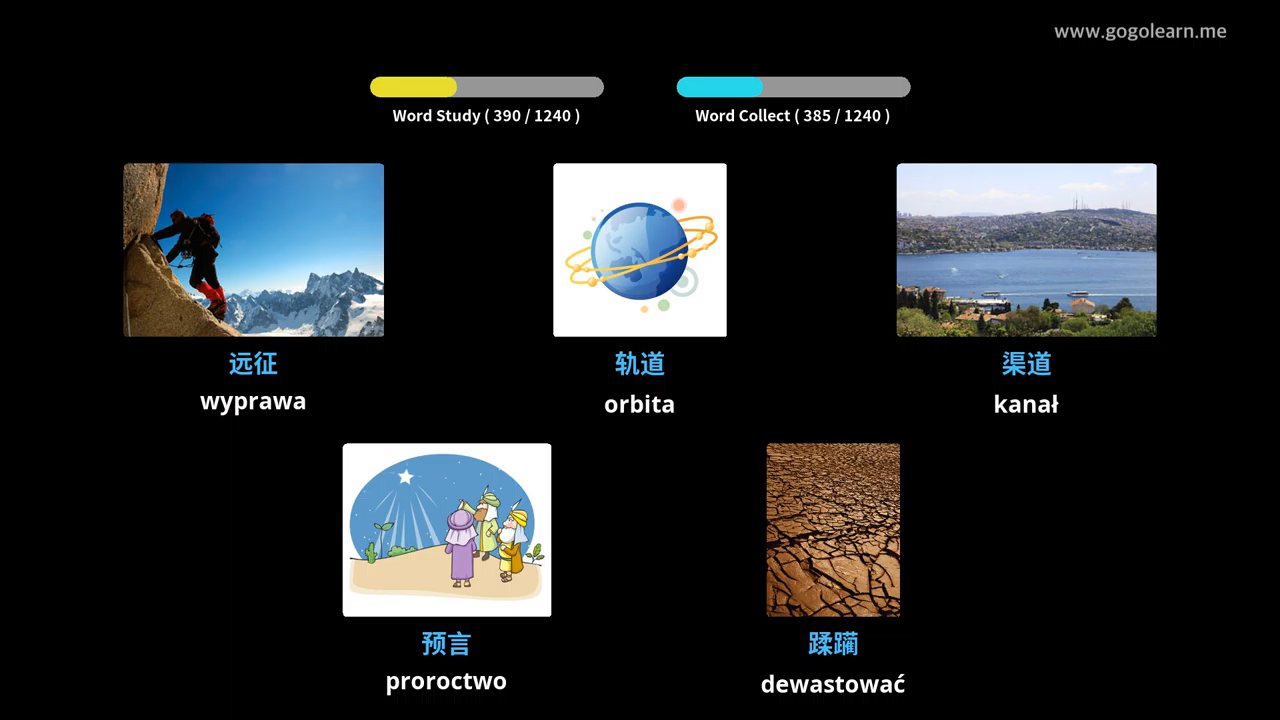 www.gogolearn.me
Word Study ( 390 / 1240 )
Word Collect ( 385 / 1240 )
远征
wyprawa
轨道
orbita
渠道
kanał
预言
proroctwo
蹂躏
dewastować